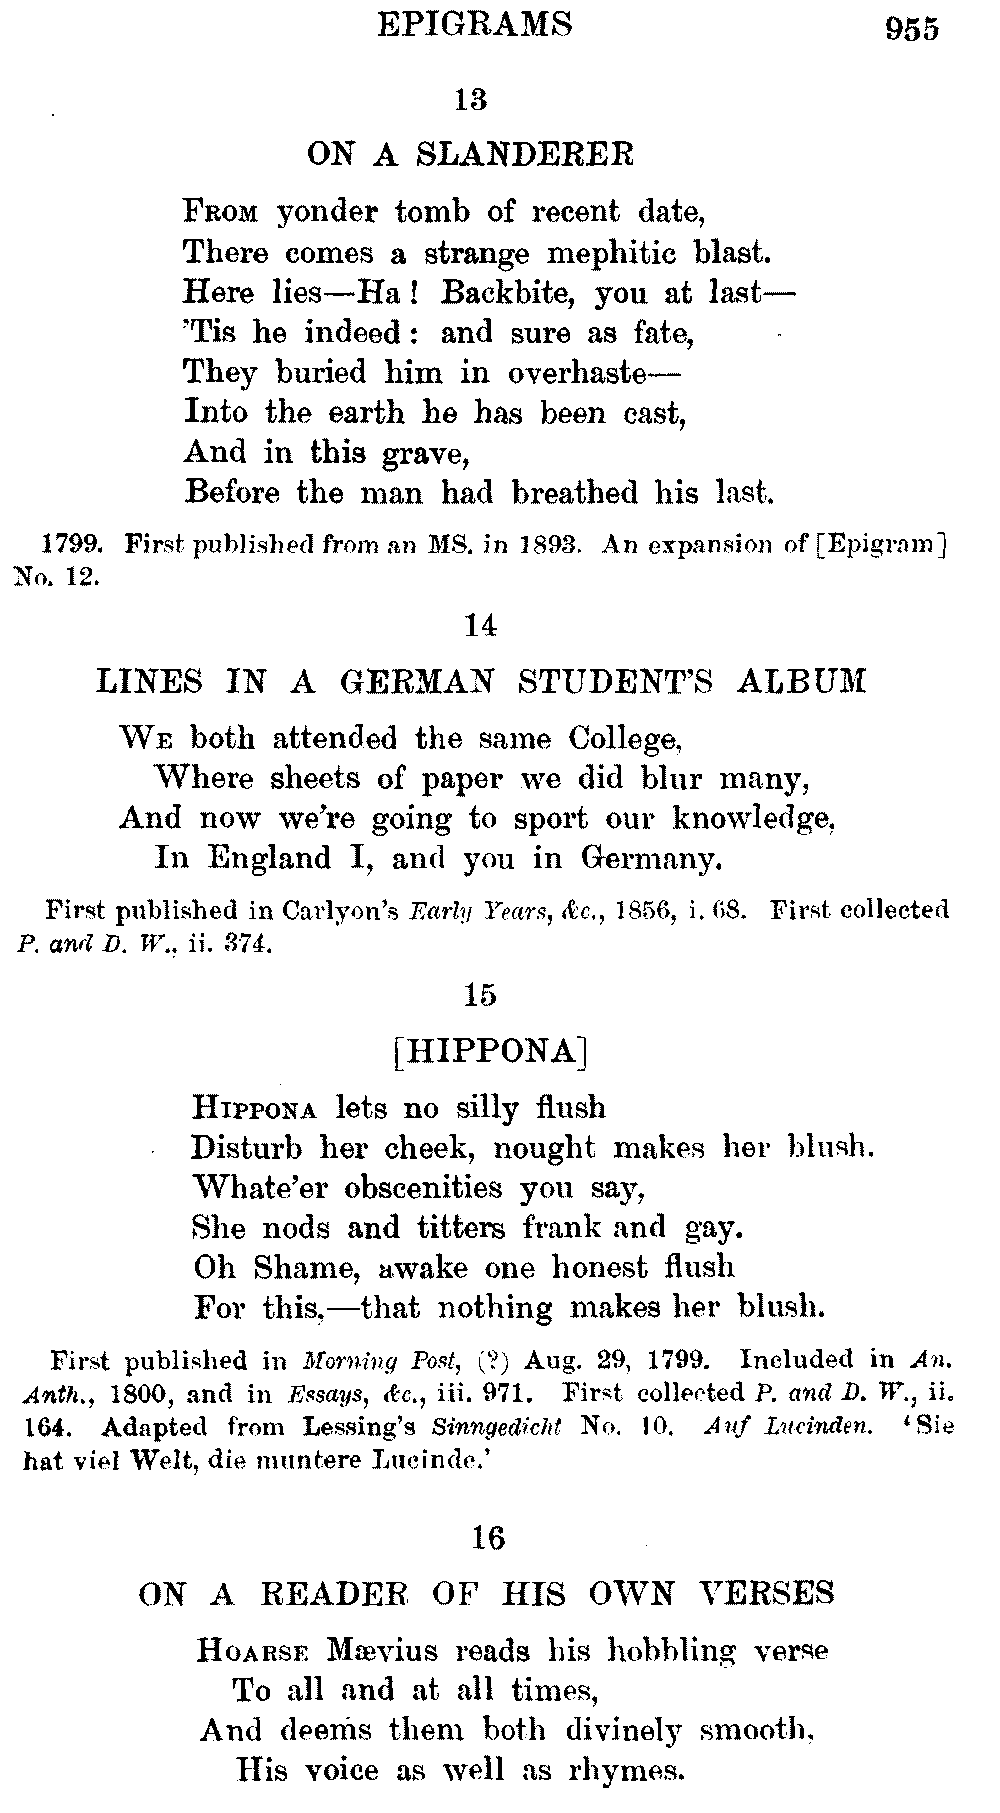 EPIGRAMS 955
13
ON A SLANDERER
FROM yonder tomb of recent date,
There comes a strange mephitic blast.
Here lies—Ha! Backbite, you at last—
'Tis he indeed: and sure as fate,
They buried him in overhaste—
Into the earth he has been cast,
And in this grave,
Before the man had breathed his last.
1799. First published from an MS. in 1893. An expansion of [Epigram]
No. 12.
14
LINES IN A GERMAN STUDENT'S ALBUM
WE both attended the same College,
Where sheets of paper we did blur many,
And now we're going to sport our knowledge,
In England I, and you in Germany.
First published in Carlyon's Early Years, &c., 1856, i. 68. First collected
P. and D. W., ii. 374.
15
[HIPPONA]
HIPPONA lets no silly flush
Disturb her cheek, nought makes her blush.
Whate'er obscenities you say,
She nods and titters frank and gay.
Oh Shame, awake one honest flush
For this,—that nothing makes her blush.
First published in Morning Post, (?) Aug. 29, 1799. Included in An.
Anth., 1800, and in Essays, &c., iii. 971. First collected P. and D. W., ii.
164. Adapted from Lessing's Sinngedicht No. 10. Auf Lucinden. 'Sie
hat viel Welt, die muntere Lucinde.'
16
ON A READER OF HIS OWN VERSES
HOARSE Mævius reads his hobbling verse
To all and at all times,
And deems them both divinely smooth,
His voice as well as rhymes.